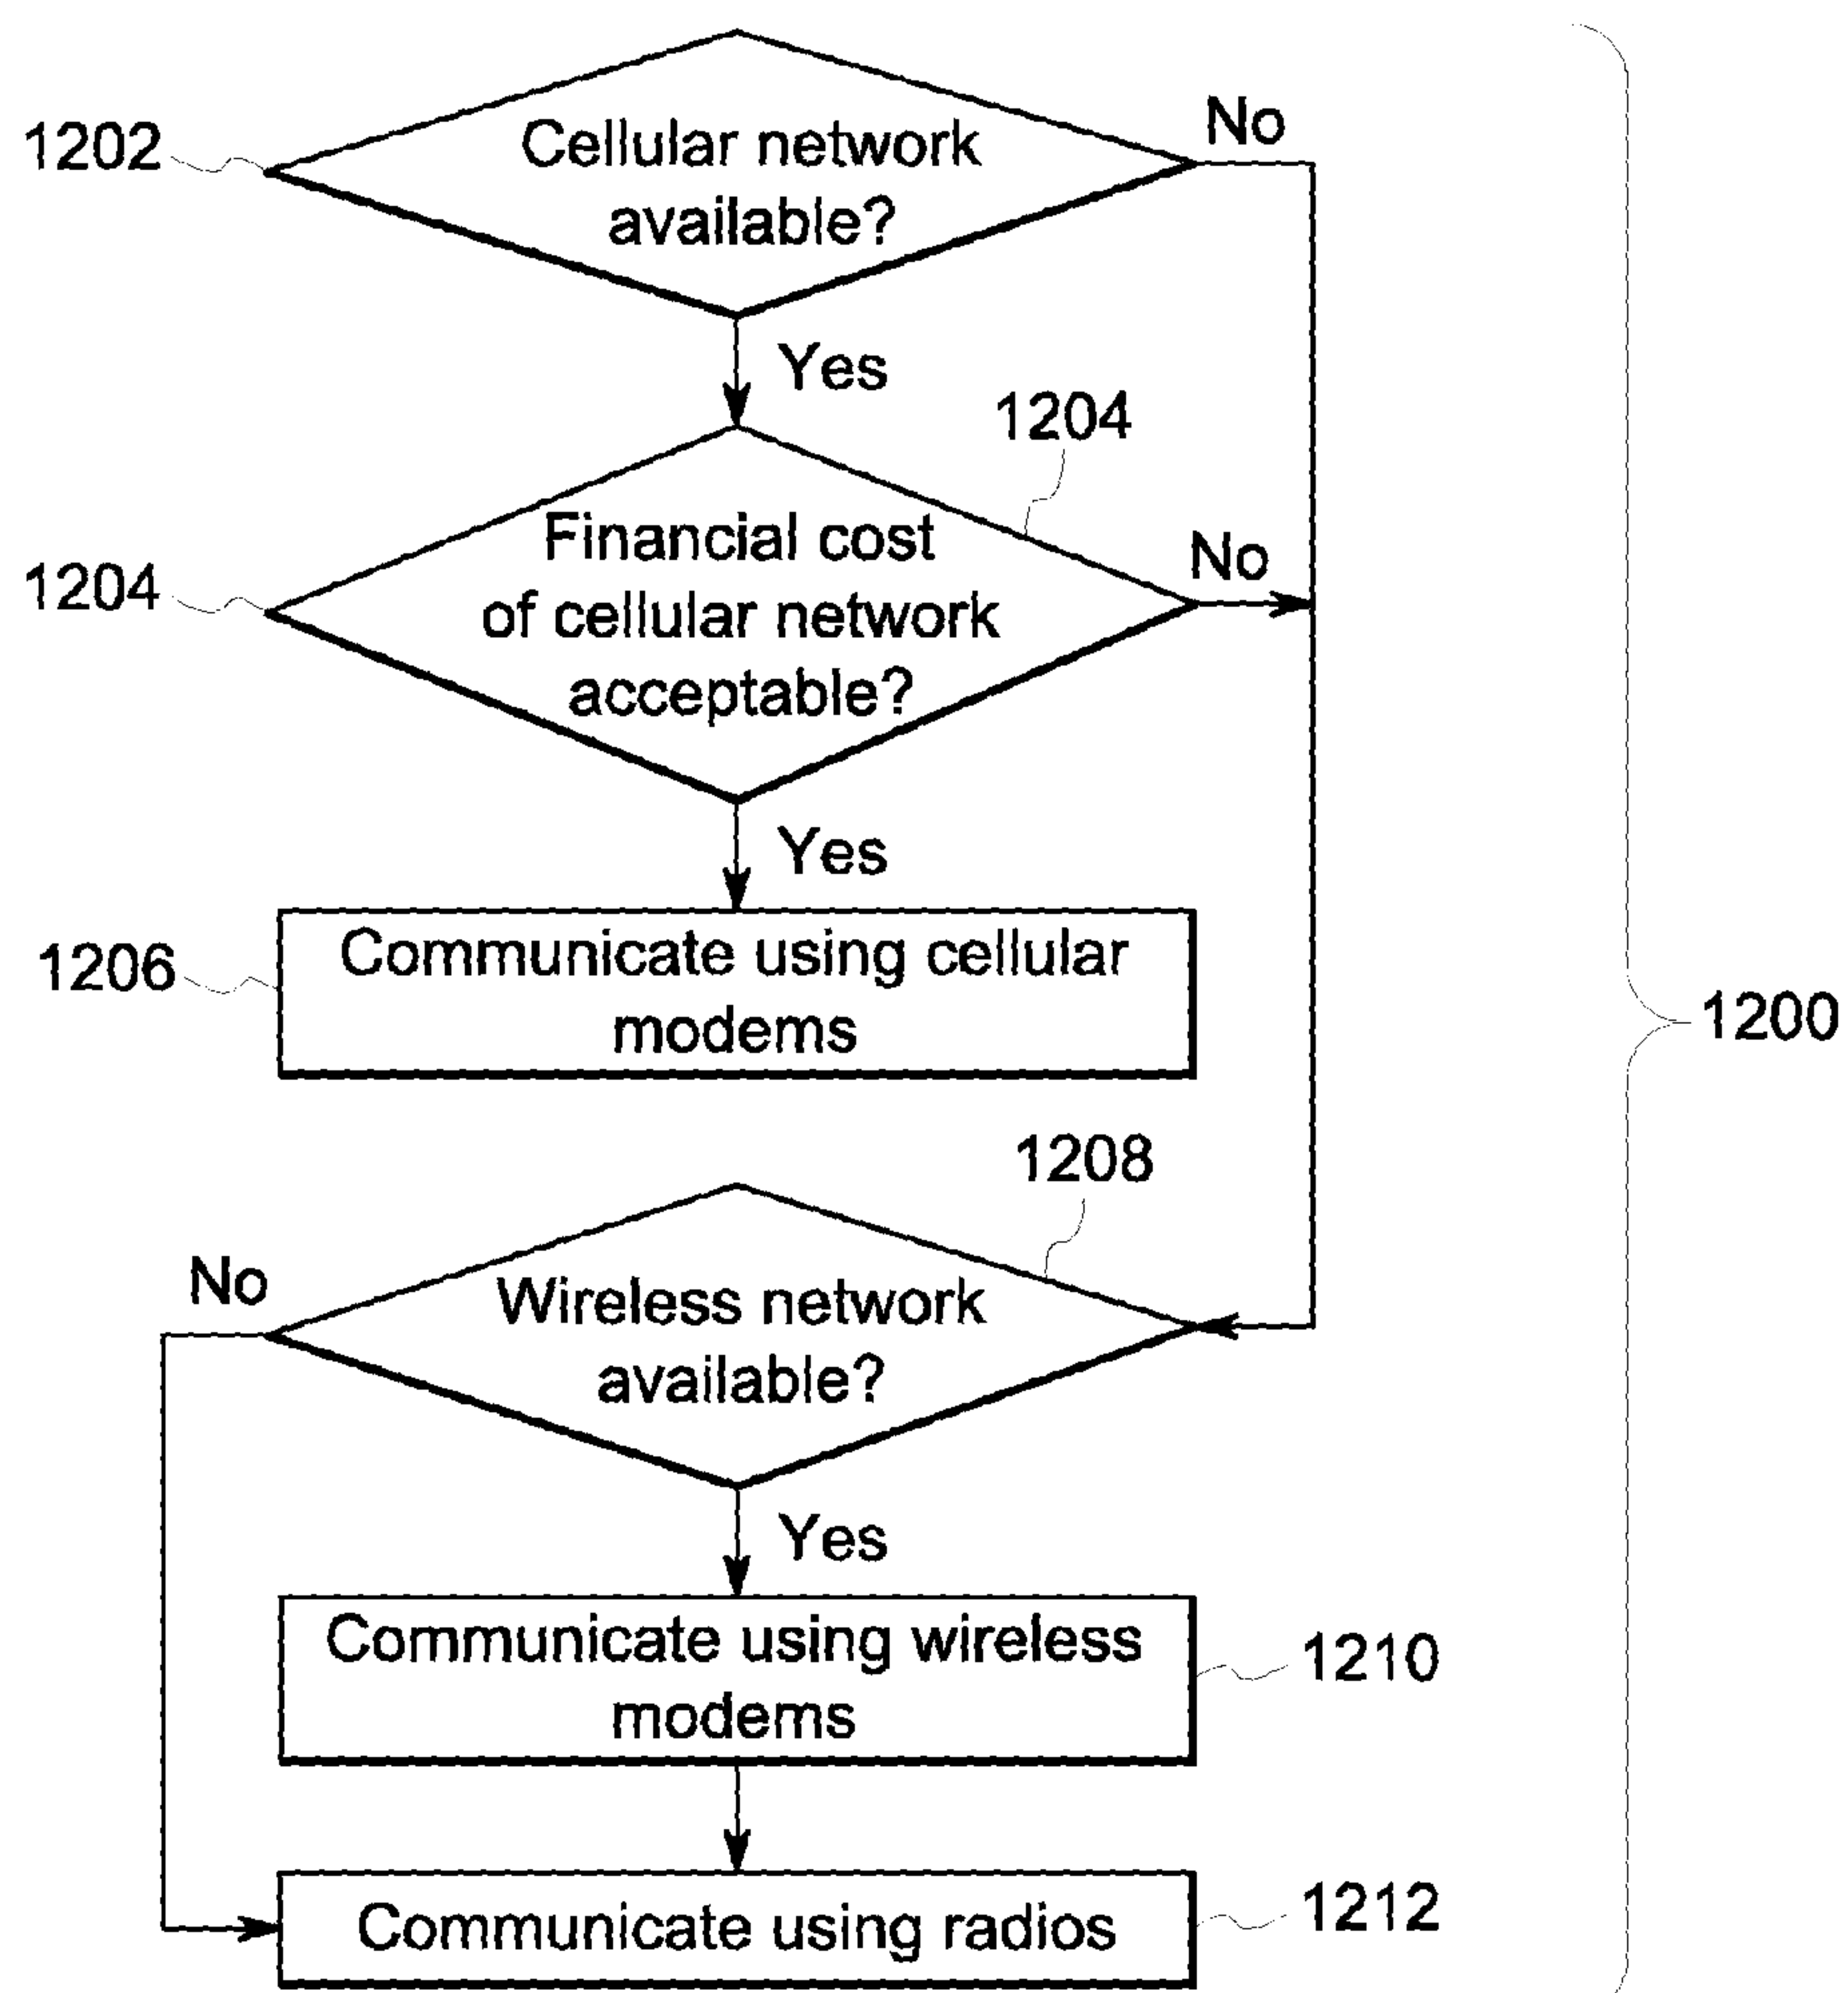 1202
Cellular network
available?
No
Yes
1204
1204
Financial cost
of cellular network
acceptable?
No
Yes
1206
Communicate using cellular
modems
1200
1208
No
Wireless network
available?
Yes
Communicate using wireless
modems
1210
Communicate using radios
1212